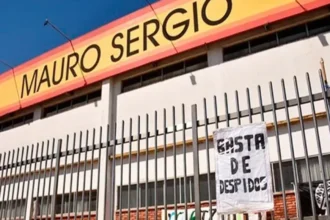 MAURO SERGIO
BASTA
DE
DESPIDOS